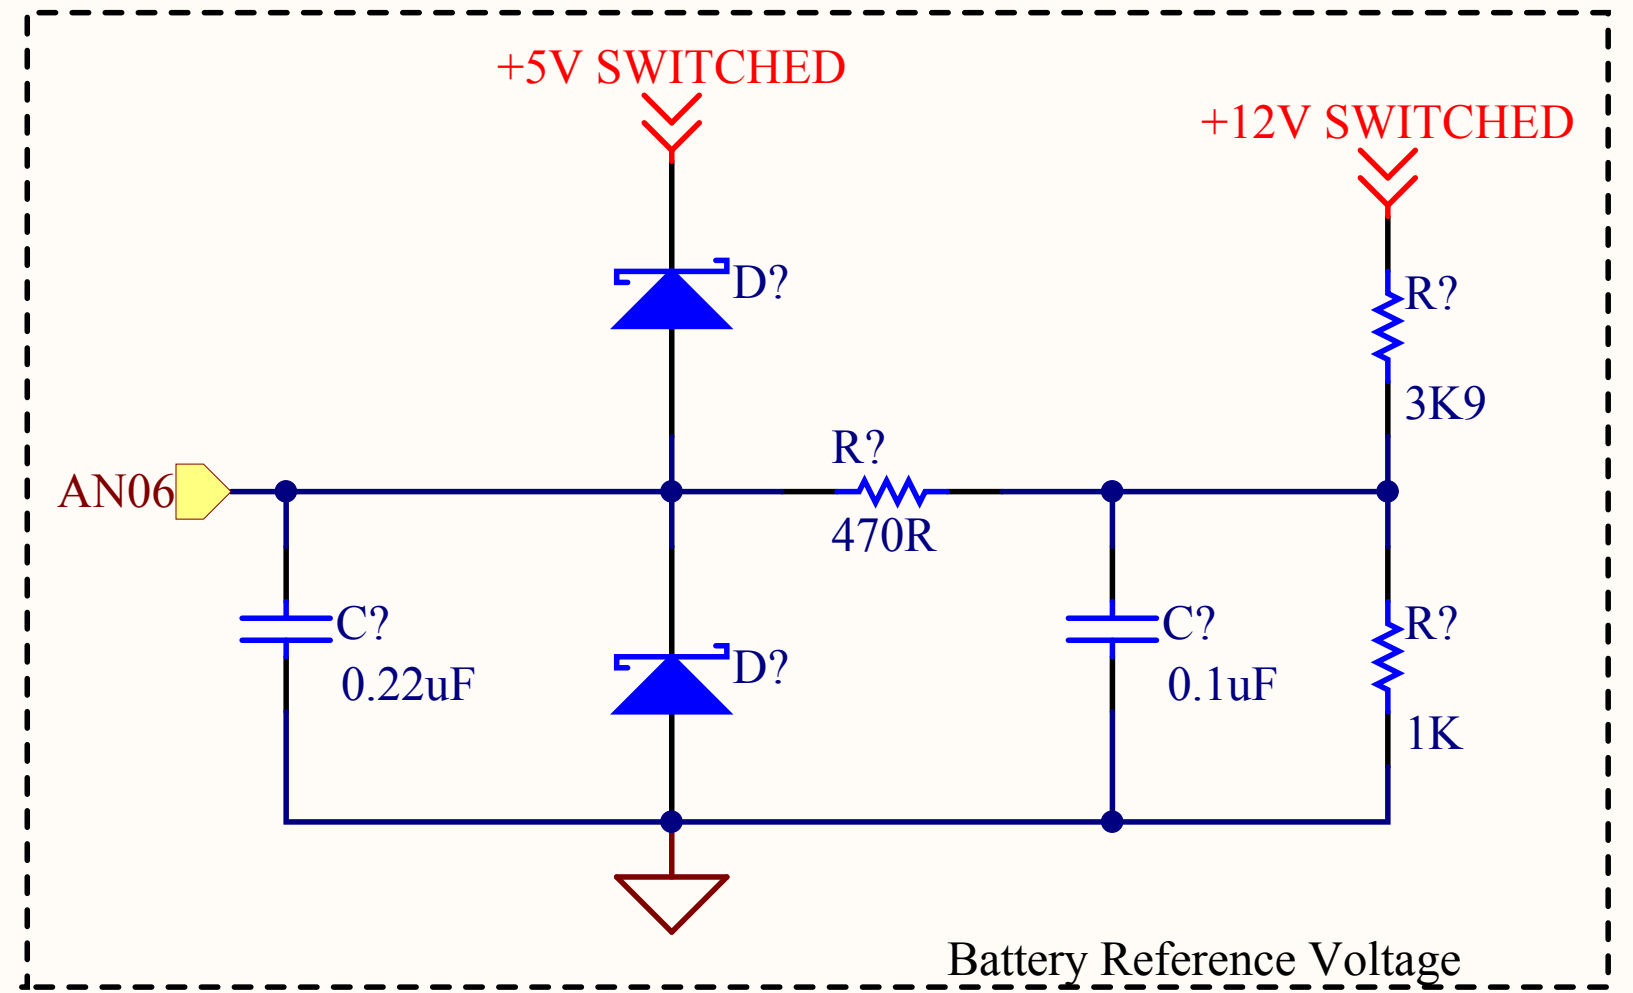 +5V SWITCHED
+12V SWITCHED
D?
R?
3K9
R?
AN06
470R
C?
0.22uF
D?
C?
0.1uF
R?
1K
Battery Reference Voltage